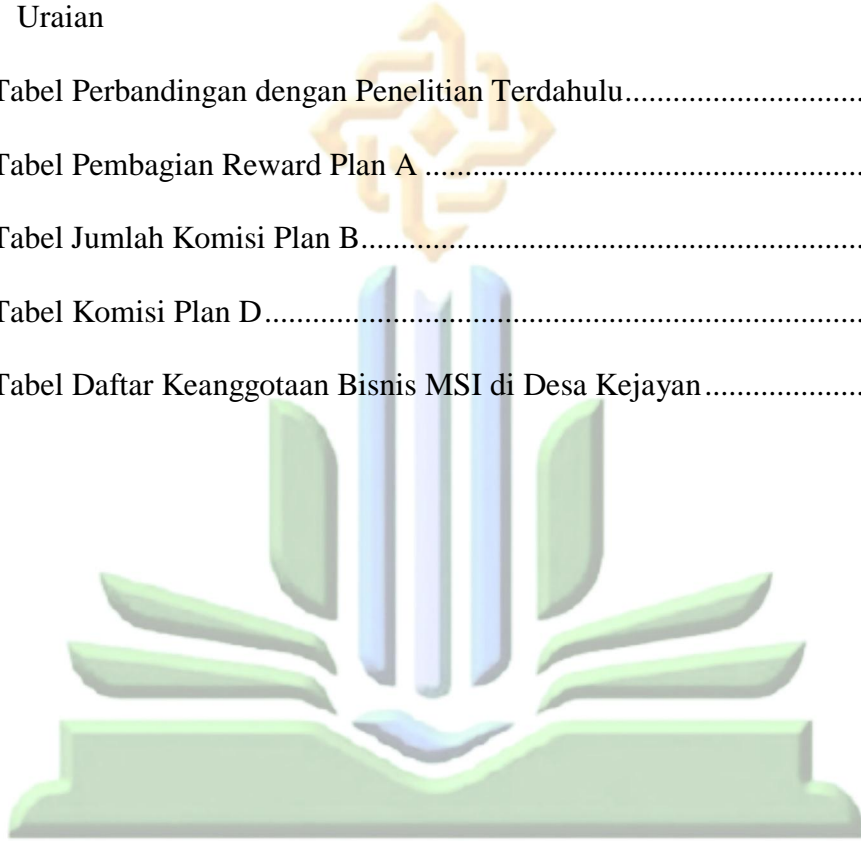 Uraian
Tabel Perbandingan dengan Penelitian Terdahulu..........................
Tabel Pembagian Reward Plan A ..................................................
Tabel Jumlah Komisi Plan B..........................................................
Tabel Komisi Plan D......................................................................
Tabel Daftar Keanggotaan Bisnis MSI di Desa Kejayan...................